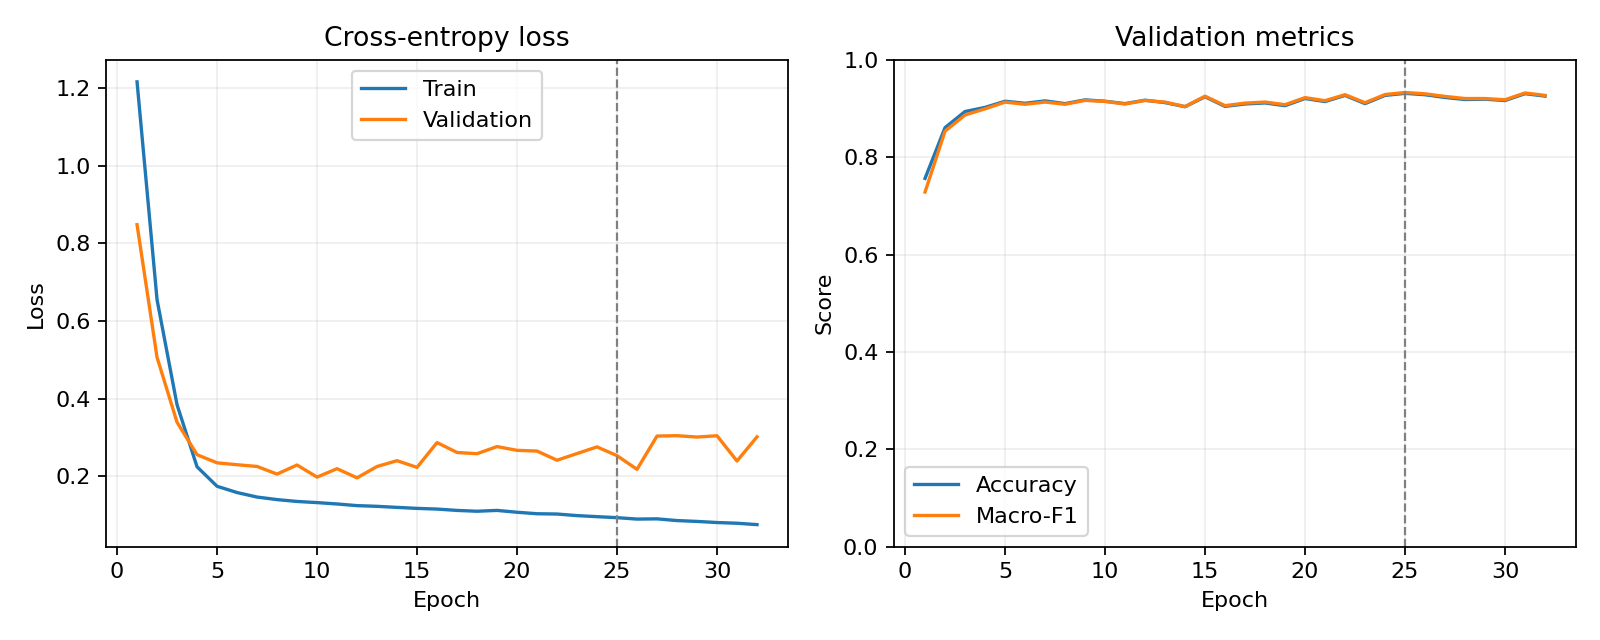 Cross-entropy loss
Train
Validation
1.2
1.0
0.8
0.6
0.4
0.2
Loss
0
5
10
15
20
25
30
Epoch
Validation metrics
1.0
0.8
0.6
0.4
0.2
0.0
Score
Accuracy
Macro-F1
0
5
10
15
20
25
30
Epoch